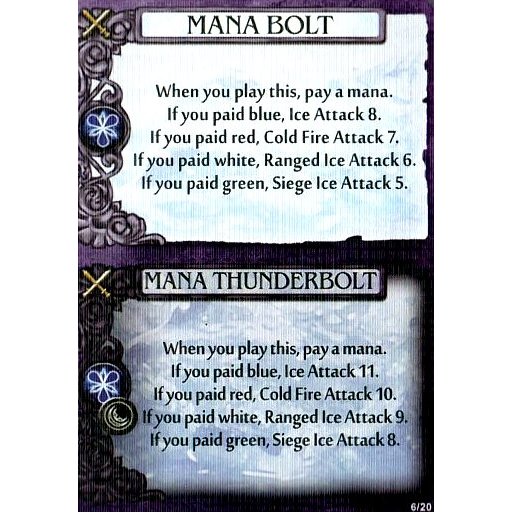 MANA BOLT
When you play this, pay a mana.
If you paid blue, Ice Attack 8.
If you paid red, Cold Fire Attack 7.
If you paid white, Ranged Ice Attack 6.
If you paid green, Siege Ice Attack 5.
MANA THUNDERBOLT
When you play this, pay a mana.
If you paid blue, Ice Attack 11.
If you paid red, Cold Fire Attack 10.
If you paid white, Ranged Ice Attack 9.
If you paid green, Siege Ice Attack 8.
6/20